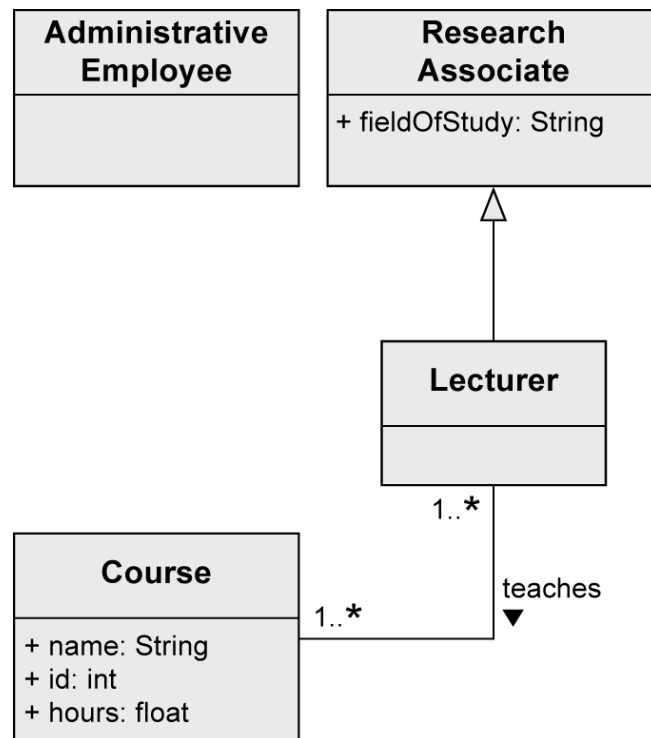 Administrative
Employee
Research
Associate
+ fieldOfStudy: String
Lecturer
1..*
teaches
1..*
Course
+ name: String
+ id: int
+ hours: float